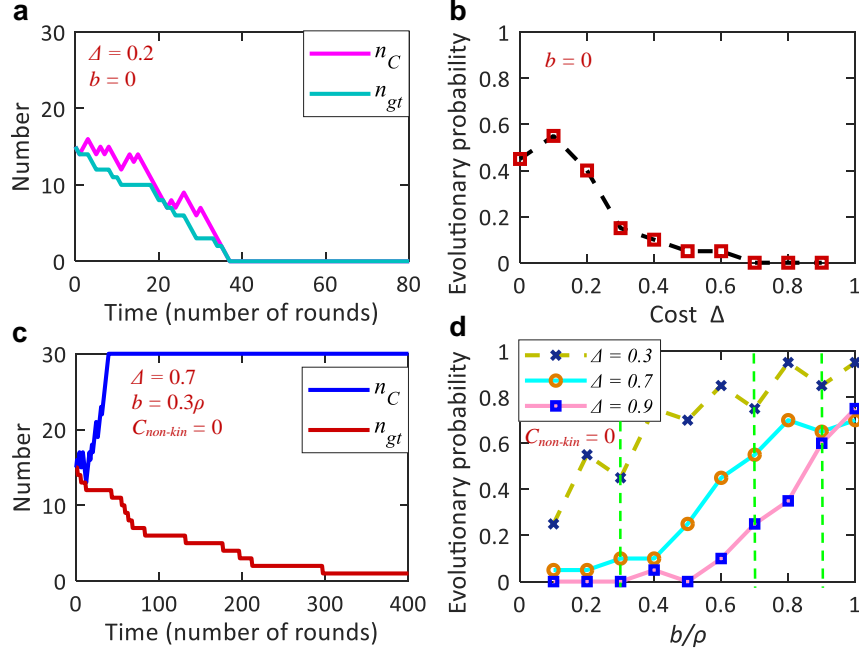 a
Δ = 0.2
b = 0
n_C
n_gt
Number
30
20
10
0
0 20 40 60 80
Time (number of rounds)
b
b = 0
Evolutionary probability
1
0.8
0.6
0.4
0.2
0
0 0.2 0.4 0.6 0.8 1
Cost Δ
c
Δ = 0.7
b = 0.3ρ
C_non-kin = 0
n_C
n_gt
Number
30
20
10
0
0 100 200 300 400
Time (number of rounds)
d
Δ = 0.3
Δ = 0.7
Δ = 0.9
C_non-kin = 0
Evolutionary probability
1
0.8
0.6
0.4
0.2
0
0 0.2 0.4 0.6 0.8 1
b/ρ